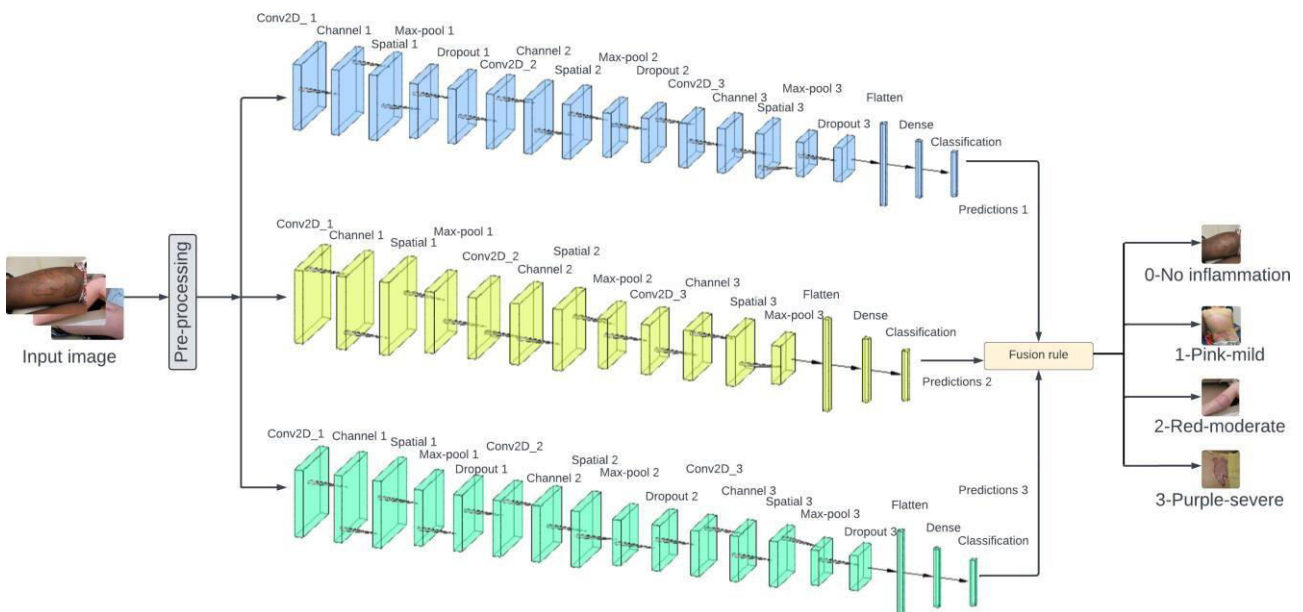 Conv2D_ 1
Channel 1
Spatial 1
Max-pool 1
Dropout 1
Conv2D_2
Channel 2
Spatial 2
Max-pool 2
Dropout 2
Conv2D_3
Channel 3
Spatial 3
Max-pool 3
Dropout 3
Flatten
Dense
Classification
Predictions 1
Input image
Pre-processing
Conv2D_1
Channel 1
Spatial 1
Max-pool 1
Conv2D_2
Channel 2
Spatial 2
Max-pool 2
Conv2D_3
Channel 3
Spatial 3
Max-pool 3
Flatten
Dense
Classification
Predictions 2
Conv2D_1
Channel 1
Spatial 1
Max-pool 1
Dropout 1
Conv2D_2
Channel 2
Spatial 2
Max-pool 2
Dropout 2
Conv2D_3
Channel 3
Spatial 3
Max-pool 3
Dropout 3
Flatten
Dense
Classification
Predictions 3
Fusion rule
0-No inflammation
1-Pink-mild
2-Red-moderate
3-Purple-severe